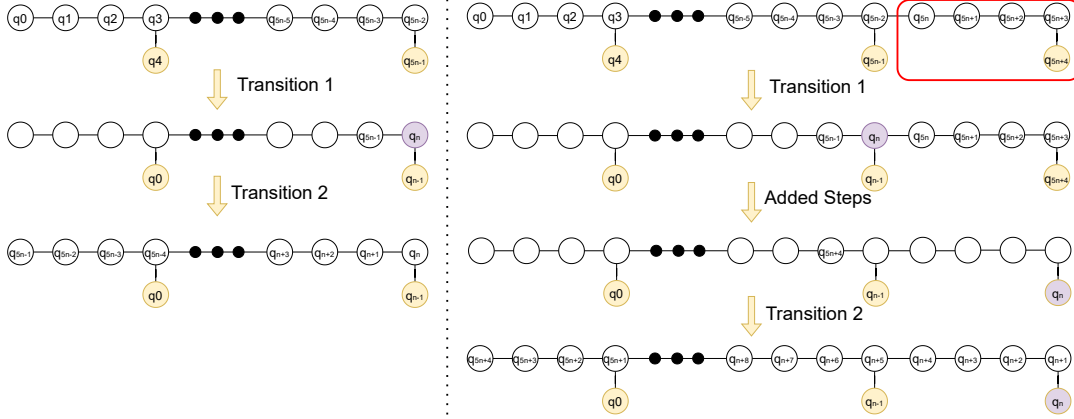 q0 q1 q2 q3 q5n-5 q5n-4 q5n-3 q5n-2
q4 q5n-1
Transition 1
q5n-1 qn
q0 qn-1
Transition 2
q5n-1 q5n-2 q5n-3 q5n-4 qn+3 qn+2 qn+1 qn
q0 qn-1
q0 q1 q2 q3 q5n-5 q5n-4 q5n-3 q5n-2 q5n q5n+1 q5n+2 q5n+3
q4 q5n-1 q5n+4
Transition 1
q5n-1 qn q5n q5n+1 q5n+2 q5n+3
q0 qn-1 q5n+4
Added Steps
q5n+4
q0 qn-1 qn
Transition 2
q5n+4 q5n+3 q5n+2 q5n+1 qn+8 qn+7 qn+6 qn+5 qn+4 qn+3 qn+2 qn+1
q0 qn-1 qn